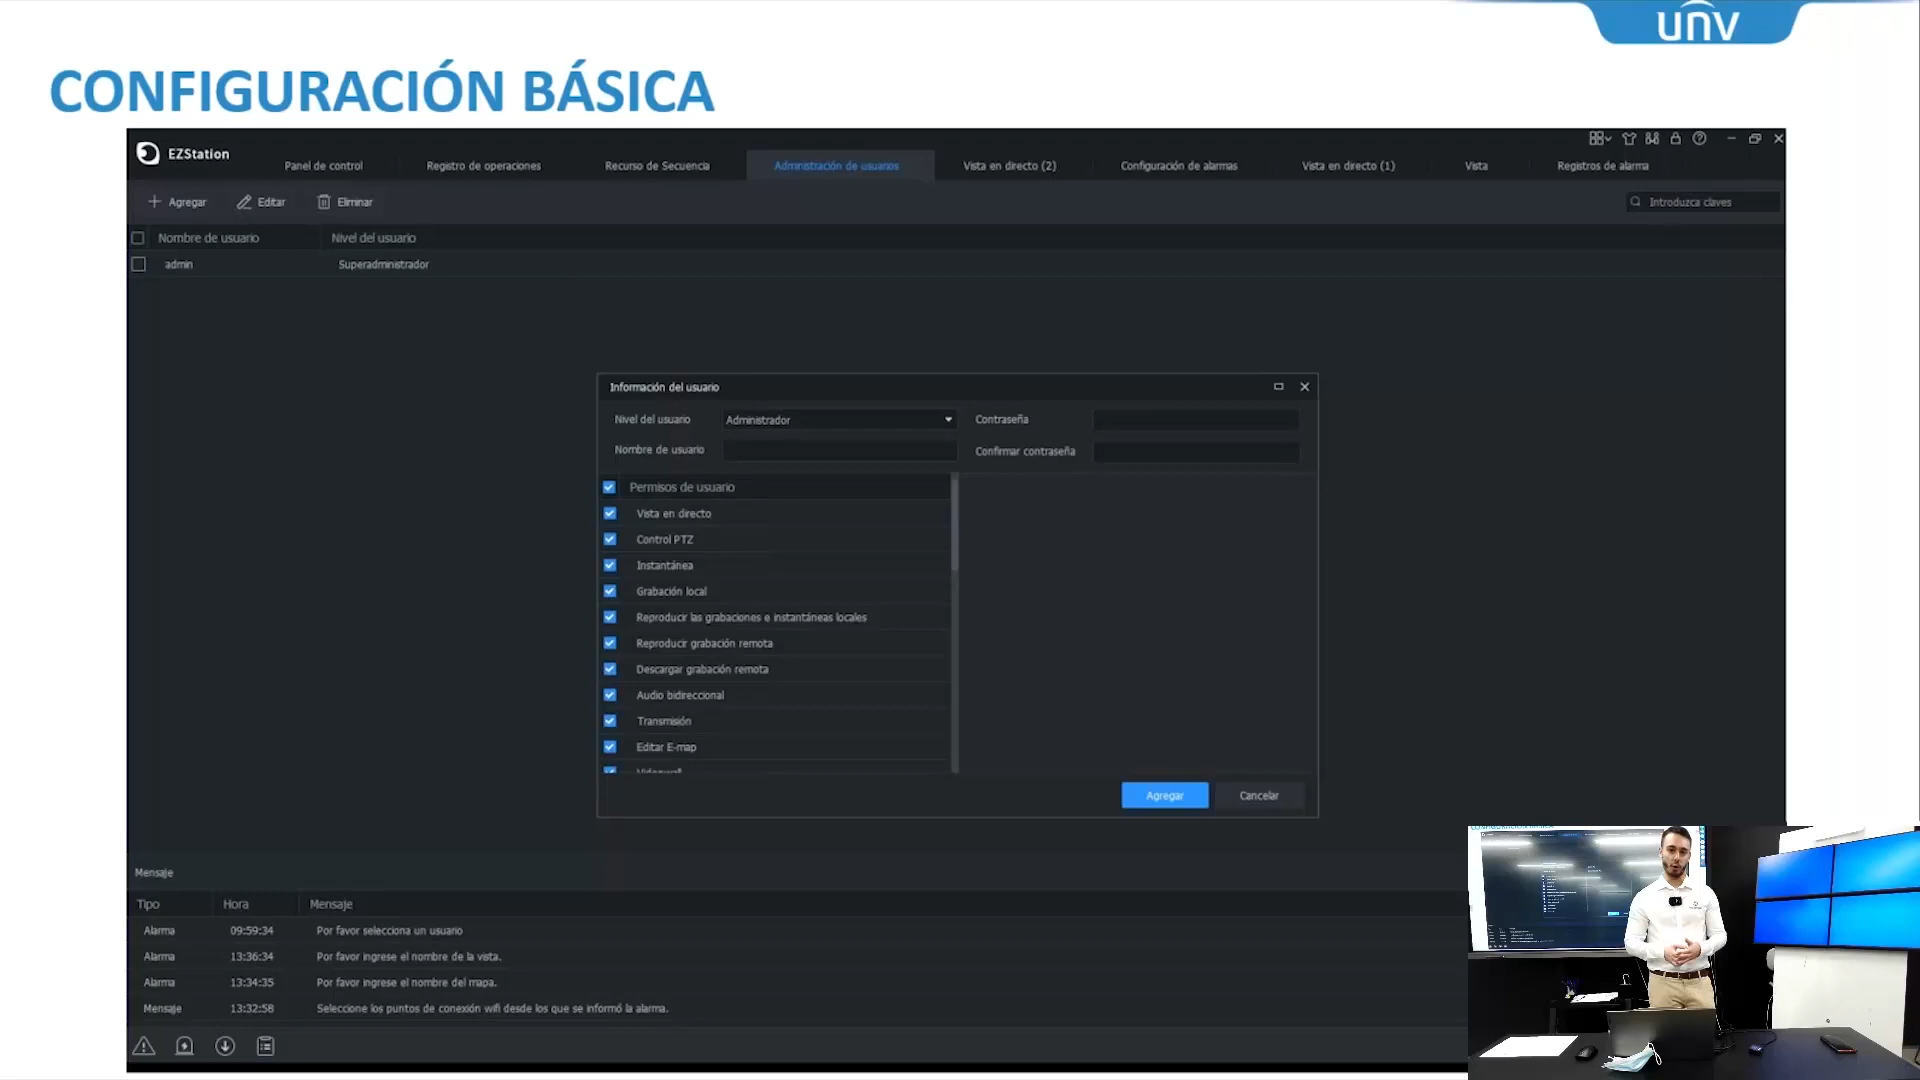 unv
CONFIGURACIÓN BÁSICA
EZStation
Panel de control
Registro de operaciones
Recurso de Secuencia
Administración de usuarios
Vista en directo (2)
Configuración de alarmas
Vista en directo (1)
Vista
Registros de alarma
Agregar
Editar
Eliminar
Introduzca claves
Nombre de usuario
Nivel del usuario
admin
Superadministrador
Información del usuario
Nivel del usuario
Administrador
Contraseña
Nombre de usuario
Confirmar contraseña
Permisos de usuario
Vista en directo
Control PTZ
Instantánea
Grabación local
Reproducir las grabaciones e instantáneas locales
Reproducir grabación remota
Descargar grabación remota
Audio bidireccional
Transmisión
Editar E-map
Agregar
Cancelar
Mensaje
Tipo Hora Mensaje
Alarma 09:59:34 Por favor selecciona un usuario
Alarma 13:36:34 Por favor ingrese el nombre de la vista.
Alarma 13:34:35 Por favor ingrese el nombre del mapa.
Mensaje 13:32:58 Seleccione los puntos de conexión wifi desde los que se informó la alarma.